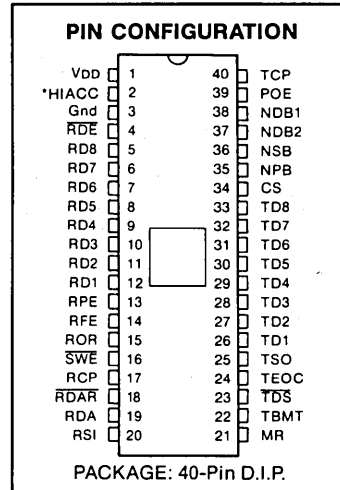 PIN CONFIGURATION
VDD 1 40 TCP
*HIACC 2 39 POE
Gnd 3 38 NDB1
RDE 4 37 NDB2
RD8 5 36 NSB
RD7 6 35 NPB
RD6 7 34 CS
RD5 8 33 TD8
RD4 9 32 TD7
RD3 10 31 TD6
RD2 11 30 TD5
RD1 12 29 TD4
RPE 13 28 TD3
RFE 14 27 TD2
ROR 15 26 TD1
SWE 16 25 TSO
RCP 17 24 TEOC
RDAR 18 23 TDS
RDA 19 22 TBMT
RSI 20 21 MR
PACKAGE: 40-Pin D.I.P.